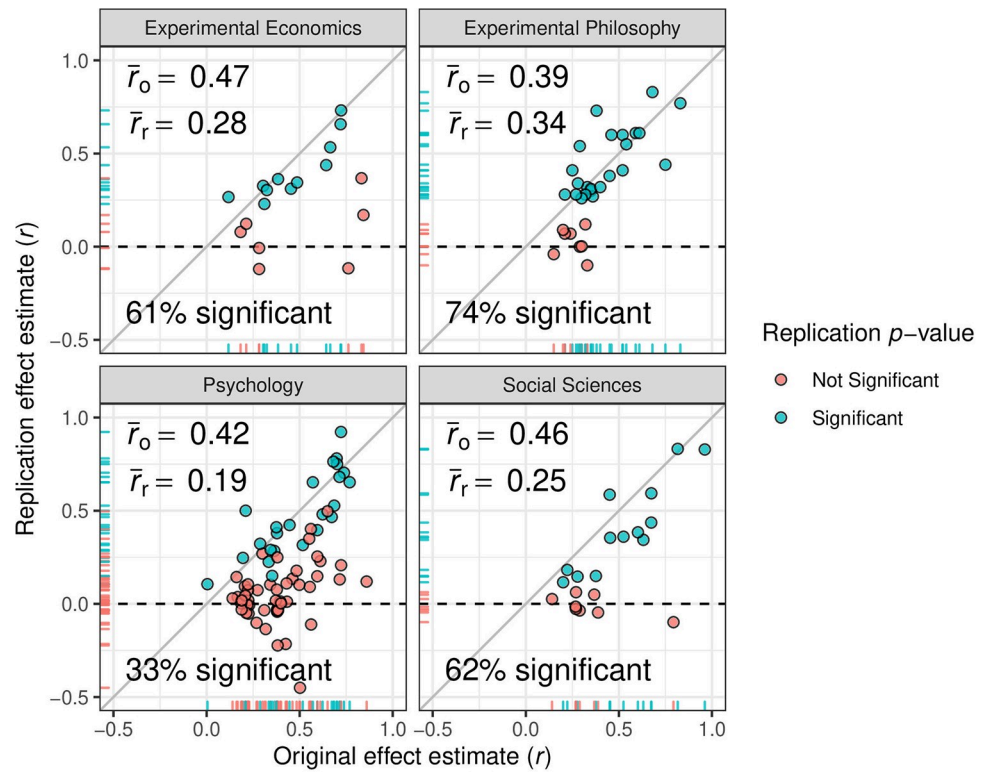 Experimental Economics
Experimental Philosophy
1.0
r̄o = 0.47
r̄o = 0.39
r̄r = 0.28
r̄r = 0.34
0.5
0.0
61% significant
74% significant
−0.5
Psychology
Social Sciences
1.0
r̄o = 0.42
r̄o = 0.46
r̄r = 0.19
r̄r = 0.25
0.5
0.0
33% significant
62% significant
−0.5
−0.5 0.0 0.5 1.0 −0.5 0.0 0.5 1.0
Original effect estimate (r)
Replication effect estimate (r)
Replication p−value
Not Significant
Significant